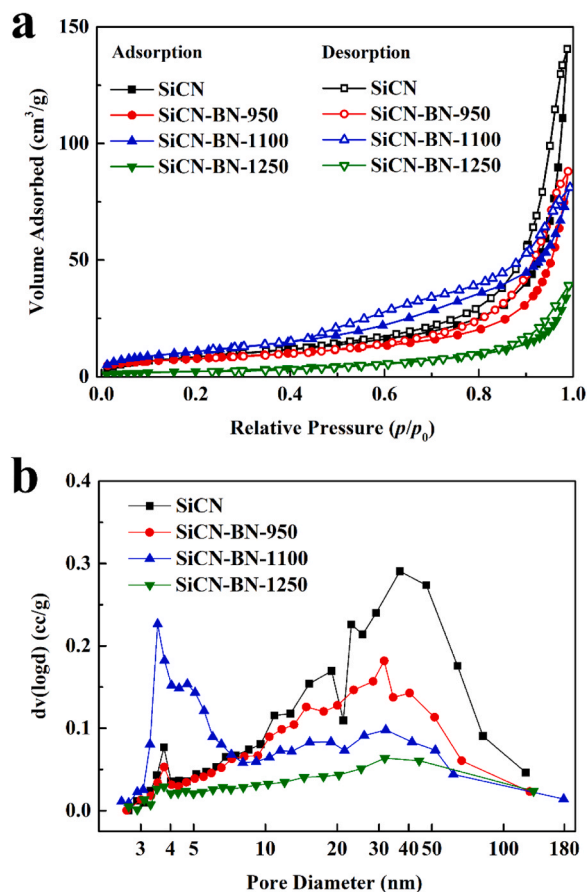 a
150
100
50
0
Volume Adsorbed (cm³/g)
Adsorption
SiCN
SiCN-BN-950
SiCN-BN-1100
SiCN-BN-1250
Desorption
SiCN
SiCN-BN-950
SiCN-BN-1100
SiCN-BN-1250
0.0 0.2 0.4 0.6 0.8 1.0
Relative Pressure (p/p₀)
b
0.4
0.3
0.2
0.1
0.0
dv(logd) (cc/g)
SiCN
SiCN-BN-950
SiCN-BN-1100
SiCN-BN-1250
3 4 5 10 20 30 40 50 100 180
Pore Diameter (nm)